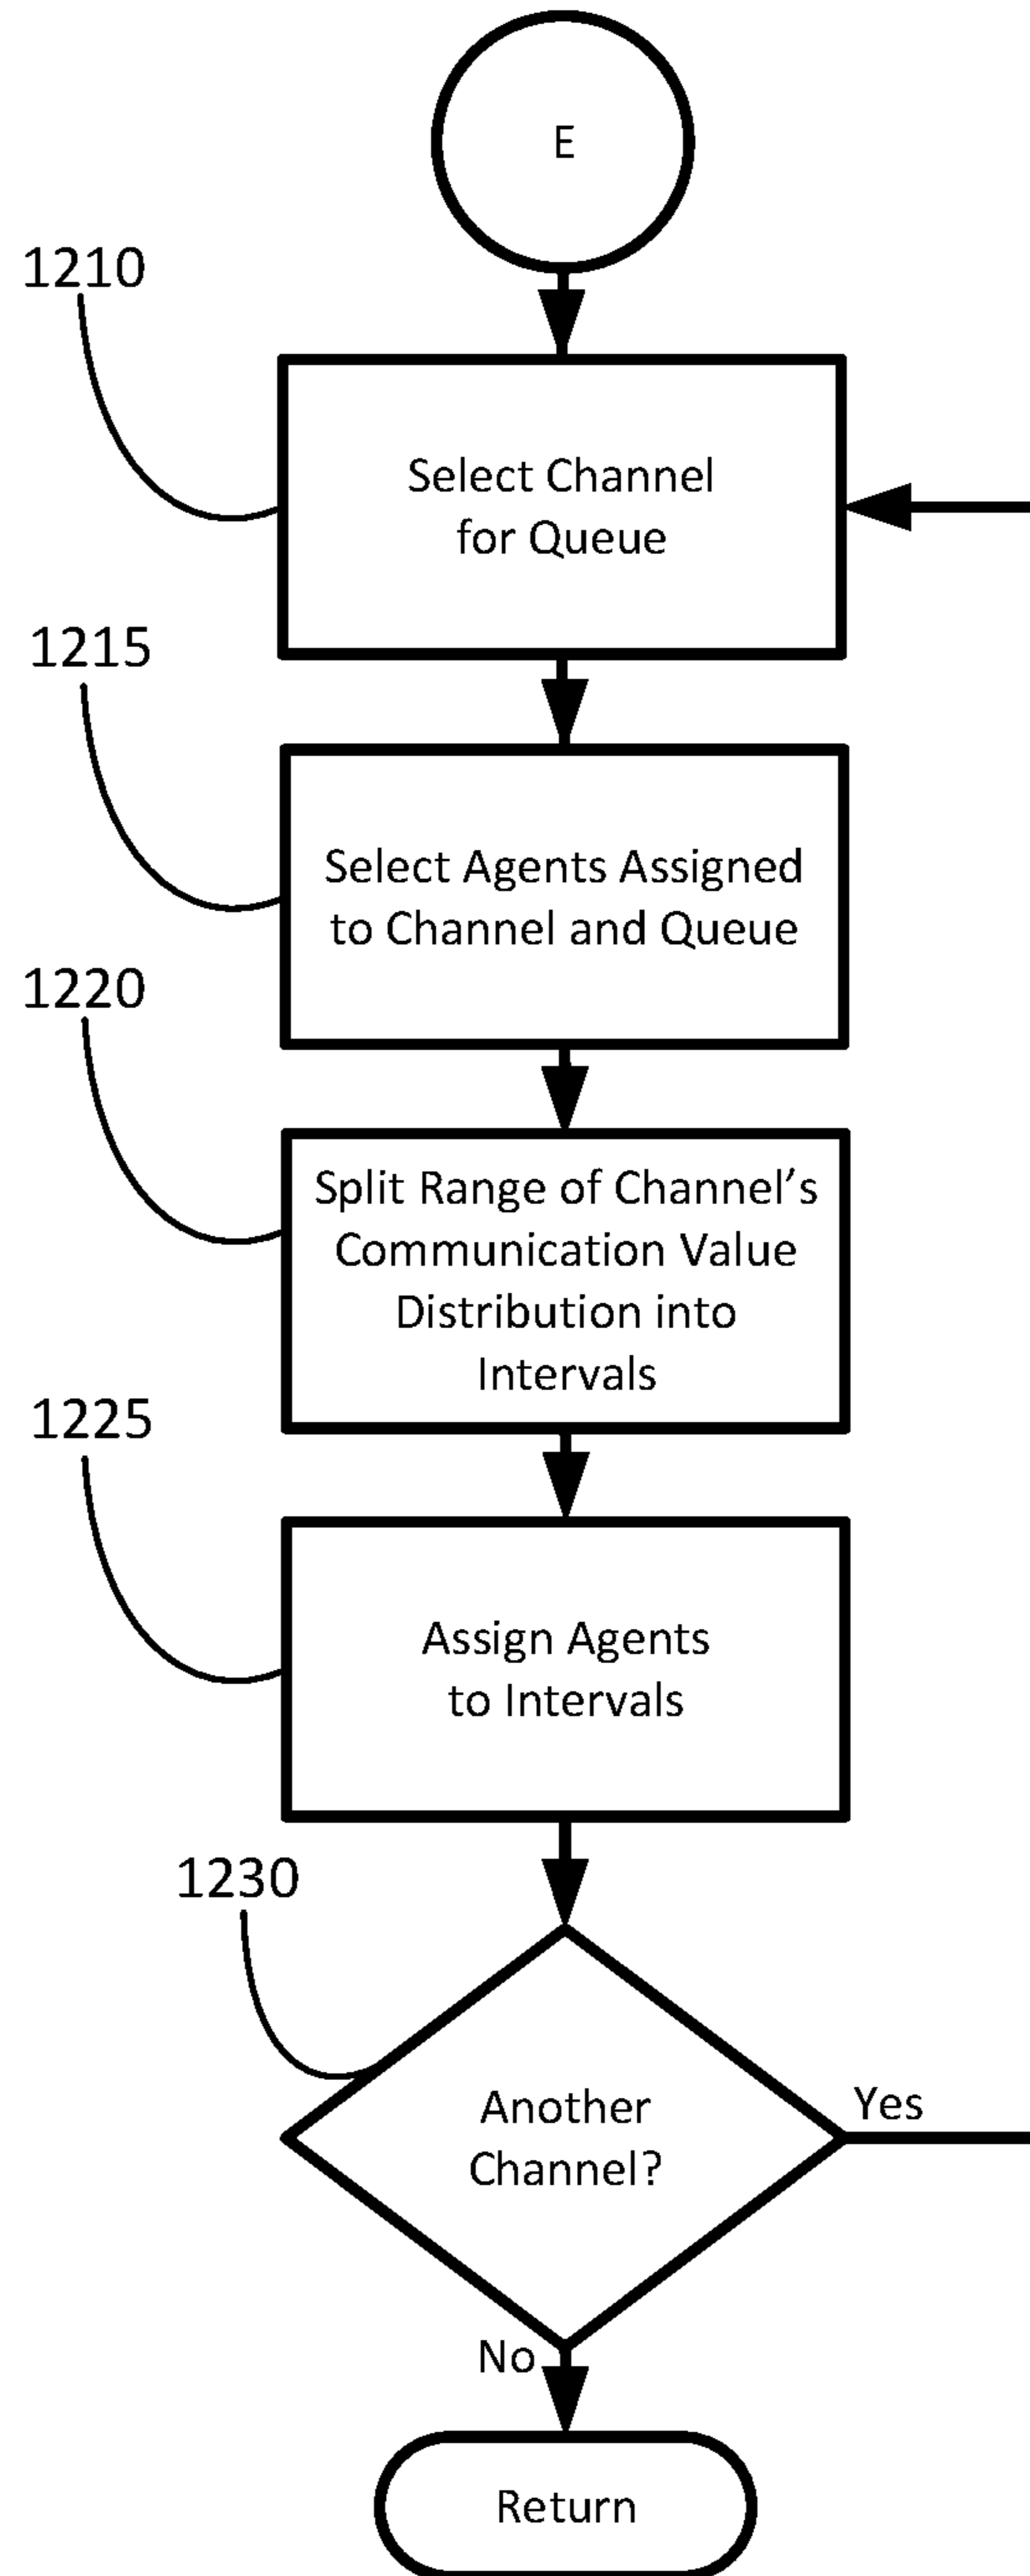 E
1210
Select Channel
for Queue
1215
Select Agents Assigned
to Channel and Queue
1220
Split Range of Channel’s
Communication Value
Distribution into
Intervals
1225
Assign Agents
to Intervals
1230
Another
Channel?
Yes
No
Return